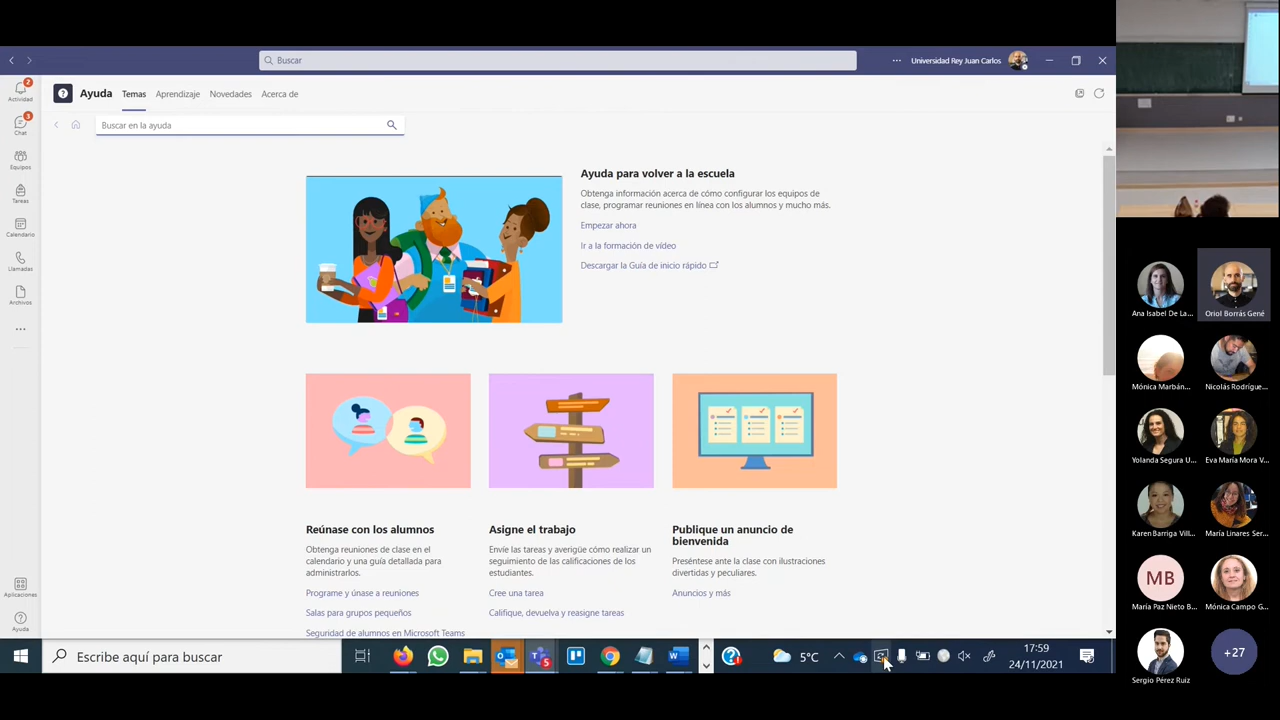 Buscar
Universidad Rey Juan Carlos
2
Actividad
3
Chat
Equipos
Tareas
Calendario
Llamadas
Archivos
Aplicaciones
Ayuda
Ayuda
Temas
Aprendizaje
Novedades
Acerca de
Buscar en la ayuda
Ayuda para volver a la escuela
Obtenga información acerca de cómo configurar los equipos de
clase, programar reuniones en línea con los alumnos y mucho más.
Empezar ahora
Ir a la formación de vídeo
Descargar la Guía de inicio rápido
Reúnase con los alumnos
Obtenga reuniones de clase en el
calendario y una guía detallada para
administrarlos.
Programe y únase a reuniones
Salas para grupos pequeños
Seguridad de alumnos en Microsoft Teams
Asigne el trabajo
Envíe las tareas y averigüe cómo realizar un
seguimiento de las calificaciones de los
estudiantes.
Cree una tarea
Califique, devuelva y reasigne tareas
Publique un anuncio de
bienvenida
Preséntese ante la clase con ilustraciones
divertidas y peculiares.
Anuncios y más
Escribe aquí para buscar
5°C
17:59
24/11/2021
Ana Isabel De La...
Oriol Borrás Gené
Mónica Marbán...
Nicolás Rodrígue...
Yolanda Segura U...
Eva María Mora V...
Karen Barriga Vill...
María Linares Ser...
MB
María Paz Nieto B...
Mónica Campo G...
Sergio Pérez Ruiz
+27